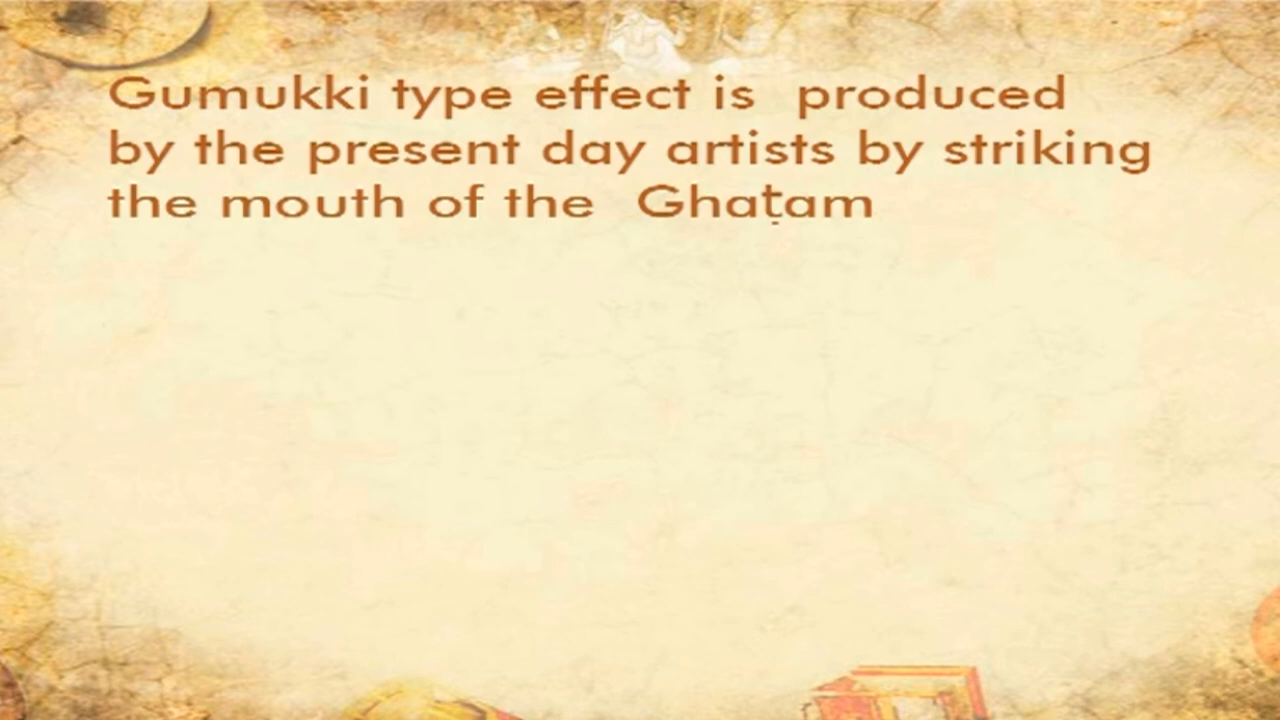 Gumukki type effect is produced
by the present day artists by striking
the mouth of the Ghaṭam